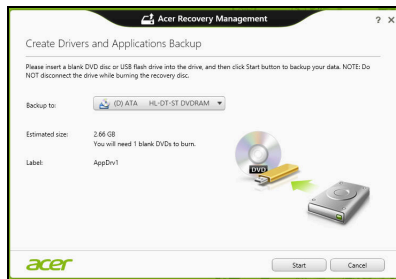 Acer Recovery Management
? X
Create Drivers and Applications Backup
Please insert a blank DVD disc or USB flash drive into the drive, and then click Start button to backup your data. NOTE: Do
NOT disconnect the drive while burning the recovery disc.
Backup to: (D) ATA HL-DT-ST DVDRAM
Estimated size: 2.66 GB
You will need 1 blank DVDs to burn.
Label: AppDrv1
DVD
acer
Start Cancel